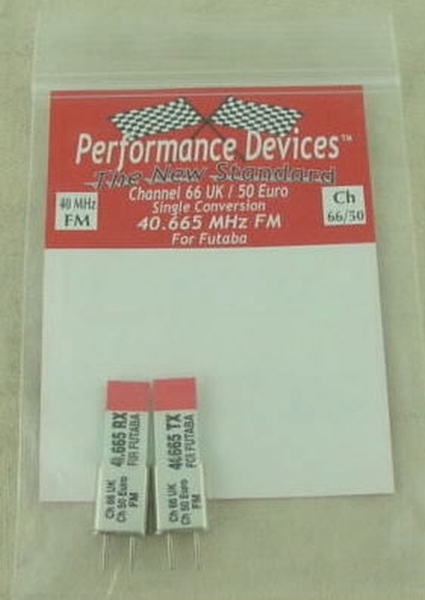 Performance Devices™
The New Standard
Channel 66 UK / 50 Euro
Single Conversion
40.665 MHz FM
For Futaba
40 MHz
FM
Ch
66/50
40.665 RX
FOR FUTABA
Ch 66 UK
Ch 50 Euro
FM
40.665 TX
FOR FUTABA
Ch 66 UK
Ch 50 Euro
FM